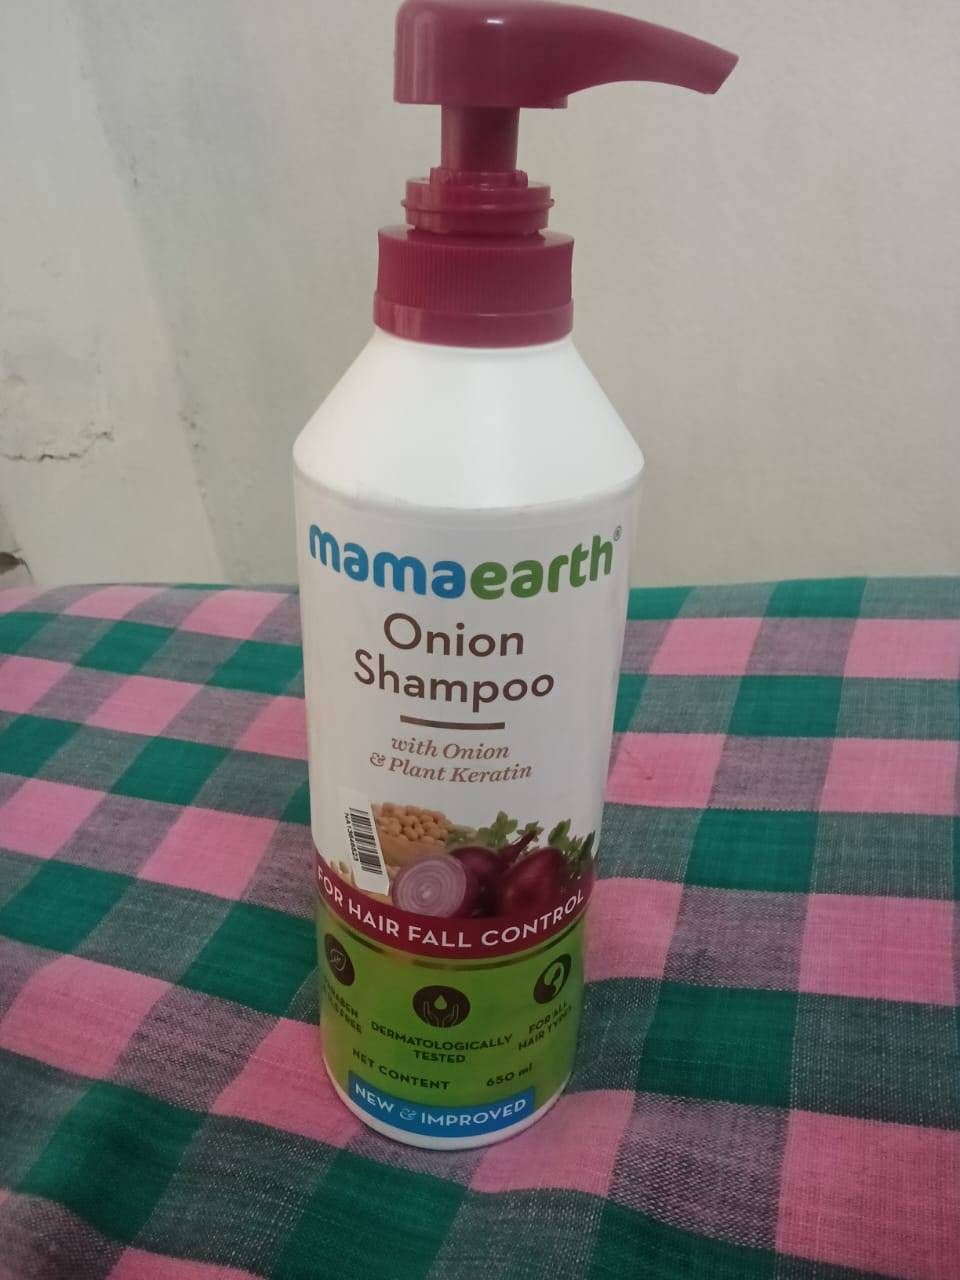 mamaearth®
Onion
Shampoo
with Onion
& Plant Keratin
FOR HAIR FALL CONTROL
FREE
DERMATOLOGICALLY
TESTED
FOR ALL
HAIR TYPES
NET CONTENT 650 ml
NEW & IMPROVED